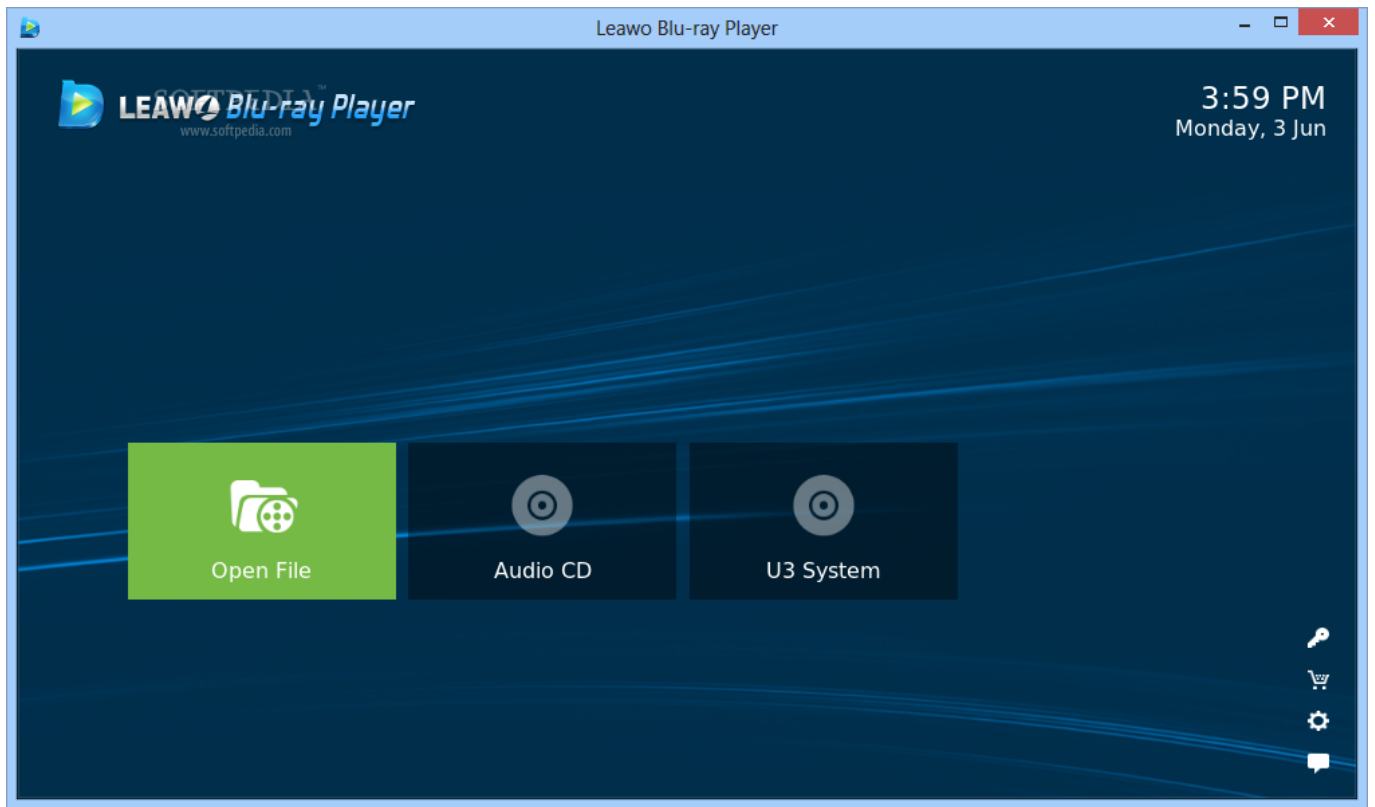 Leawo Blu-ray Player
LEAWO Blu-ray Player
SOFTPEDIA™
www.softpedia.com
3:59 PM
Monday, 3 Jun
Open File
Audio CD
U3 System